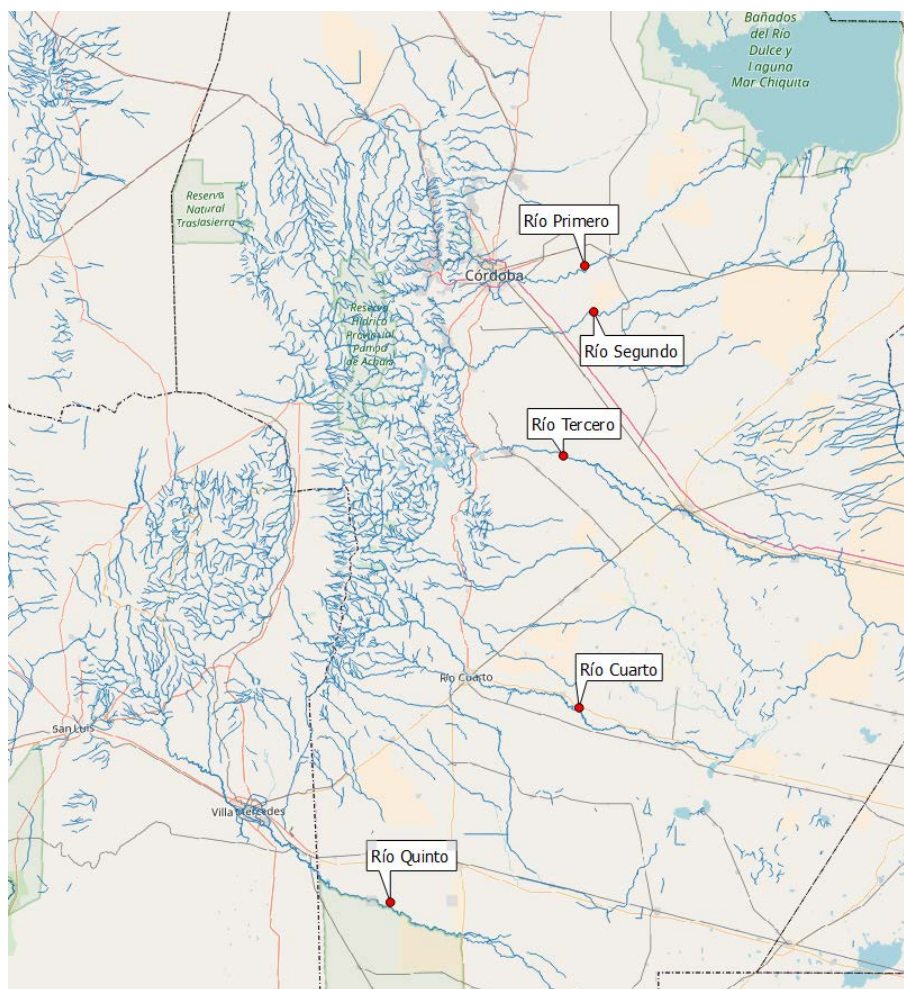 Bañados
del Río
Dulce y
Laguna
Mar Chiquita
Reserva
Natural
Traslasierra
Río Primero
Córdoba
Reserva
Hídrica
Provincial
Pampa
de Achala
Río Segundo
Río Tercero
Río Cuarto
Río Cuarto
San Luis
Villa Mercedes
Río Quinto